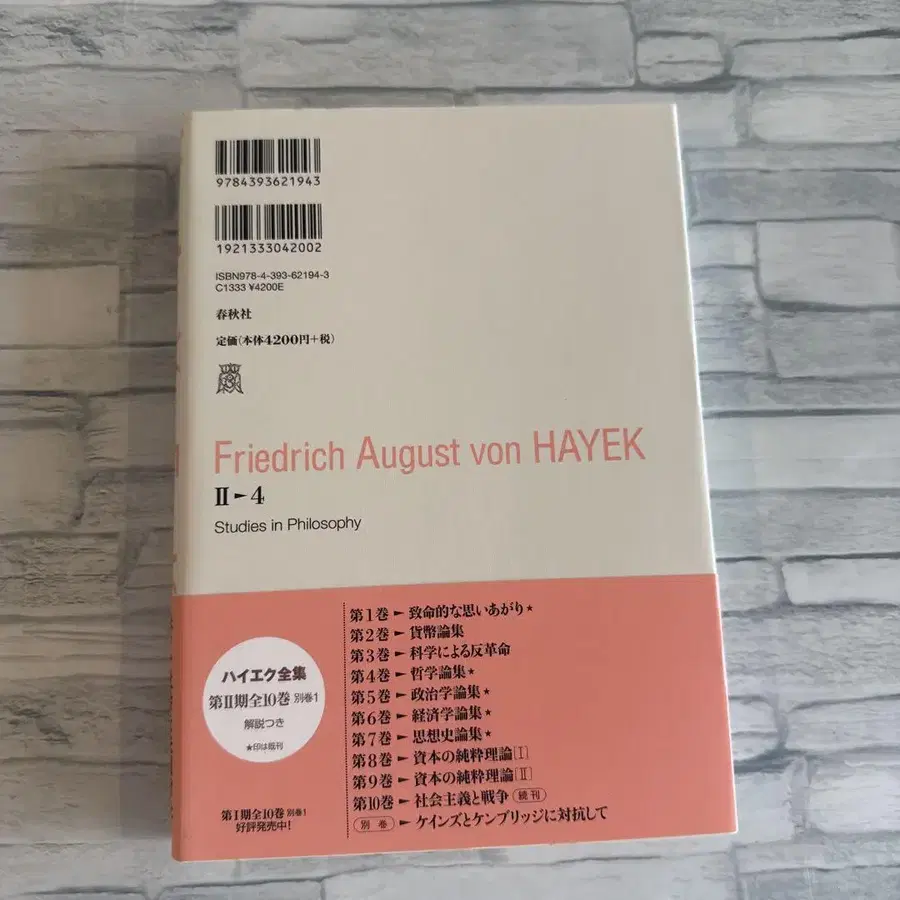 9784393621943
1921333042002
ISBN978-4-393-62194-3
C1333 ¥4200E
春秋社
定価(本体4200円+税)
Friedrich August von HAYEK
Ⅱ►4
Studies in Philosophy
ハイエク全集
第Ⅱ期全10巻 別巻1
解説つき
★印は既刊
第Ⅰ期全10巻 別巻1
好評発売中!
第1巻►致命的な思いあがり★
第2巻►貨幣論集
第3巻►科学による反革命
第4巻►哲学論集★
第5巻►政治学論集★
第6巻►経済学論集★
第7巻►思想史論集★
第8巻►資本の純粋理論[Ⅰ]
第9巻►資本の純粋理論[Ⅱ]
第10巻►社会主義と戦争(続刊)
(別巻)►ケインズとケンブリッジに対抗して